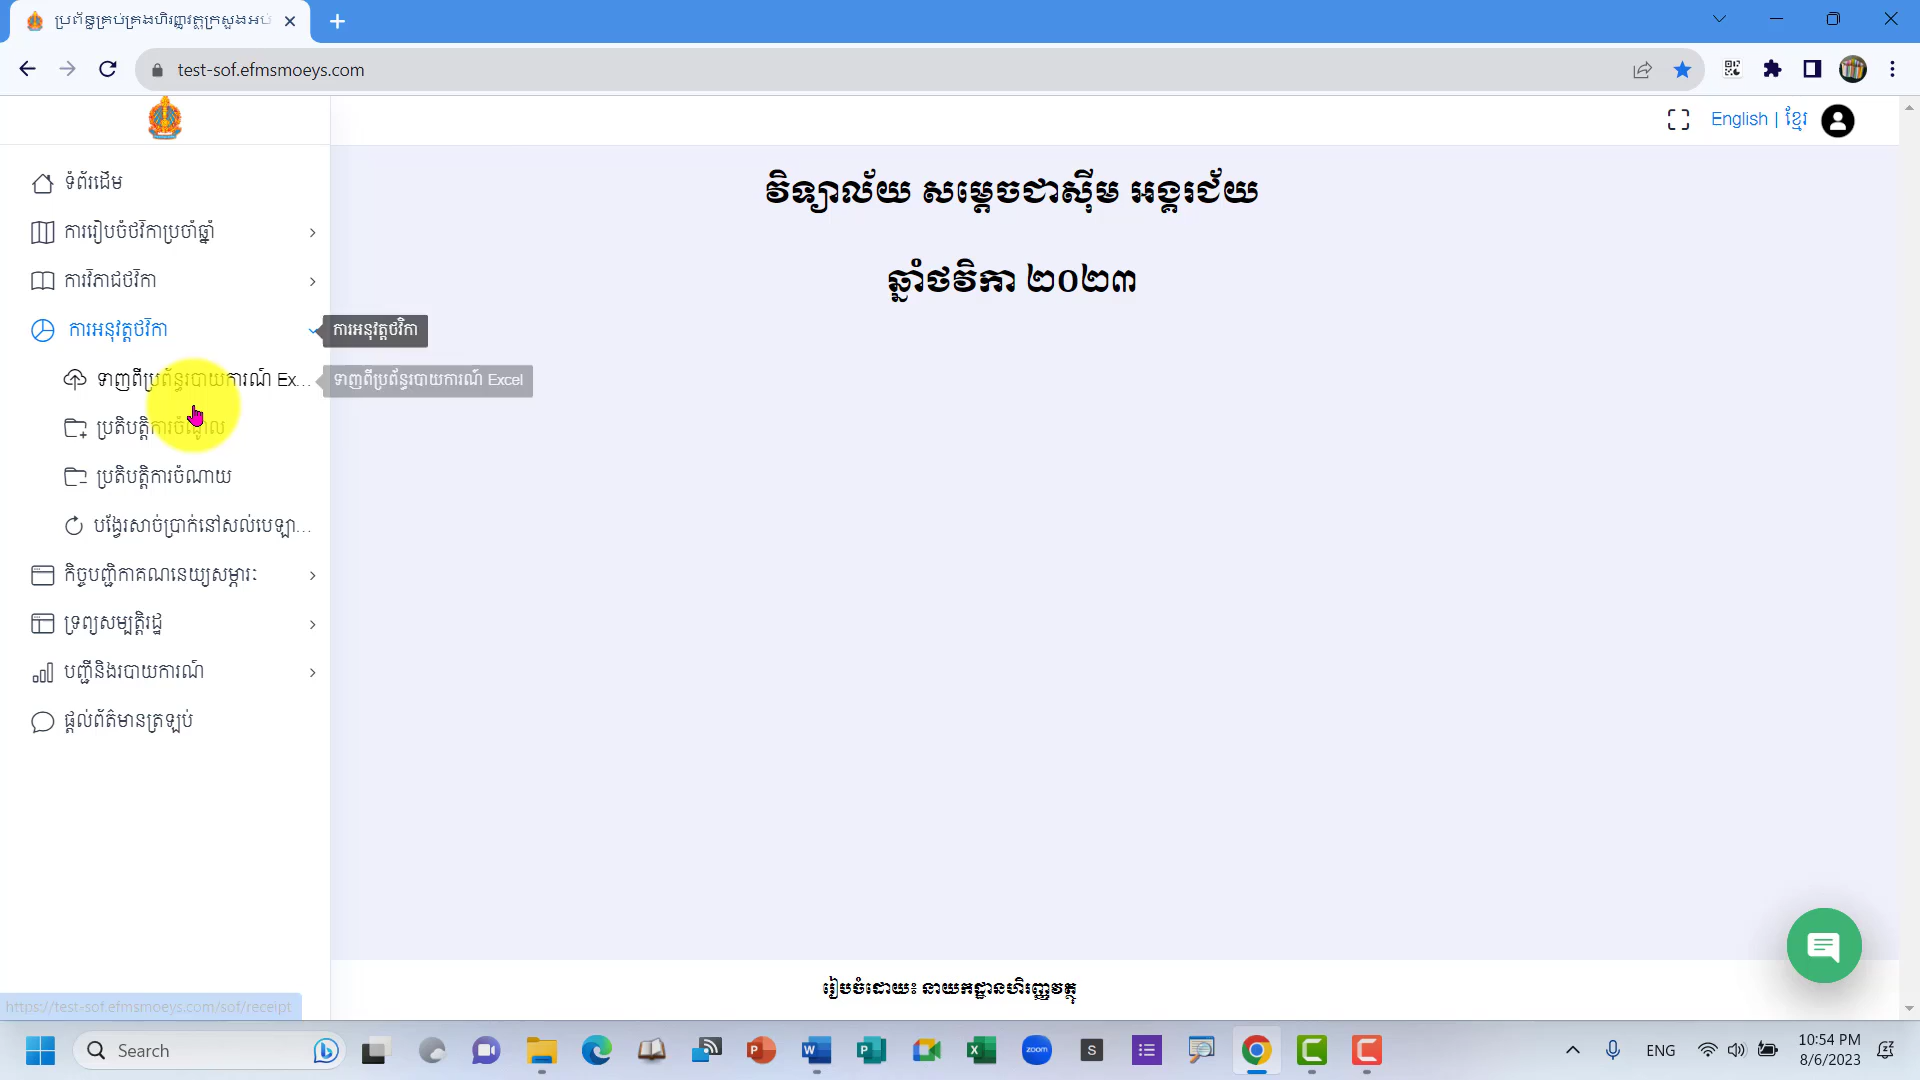 ប្រព័ន្ធគ្រប់គ្រងហិរញ្ញវត្ថុក្រសួងអប់
test-sof.efmsmoeys.com
English | ខ្មែរ
ទំព័រដើម
ការរៀបចំថវិកាប្រចាំឆ្នាំ
ការវិភាជថវិកា
ការអនុវត្តថវិកា
ការអនុវត្តថវិកា
ទាញពីប្រព័ន្ធរបាយការណ៍ Ex...
ទាញពីប្រព័ន្ធរបាយការណ៍ Excel
ប្រតិបត្តិការចំណូល
ប្រតិបត្តិការចំណាយ
បង្វែរសាច់ប្រាក់នៅសល់បេឡា...
កិច្ចបញ្ជិកាគណនេយ្យសម្ភារៈ
ទ្រព្យសម្បត្តិរដ្ឋ
បញ្ជីនិងរបាយការណ៍
ផ្តល់ព័ត៌មានត្រឡប់
វិទ្យាល័យ សម្តេចជាស៊ីម អង្គរជ័យ
ឆ្នាំថវិកា ២០២៣
រៀបចំដោយ៖ នាយកដ្ឋានហិរញ្ញវត្ថុ
https://test-sof.efmsmoeys.com/sof/receipt
Search
zoom
ENG
10:54 PM
8/6/2023